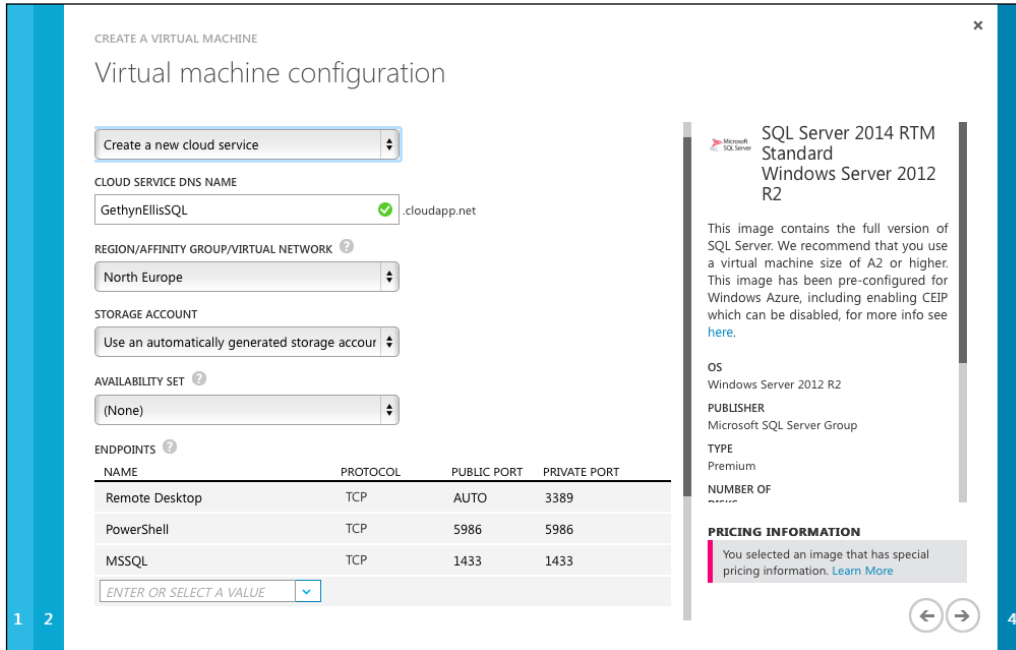 ×
CREATE A VIRTUAL MACHINE
Virtual machine configuration
Create a new cloud service
CLOUD SERVICE DNS NAME
GethynEllisSQL .cloudapp.net
REGION/AFFINITY GROUP/VIRTUAL NETWORK ?
North Europe
STORAGE ACCOUNT
Use an automatically generated storage accour
AVAILABILITY SET ?
(None)
ENDPOINTS ?
NAME PROTOCOL PUBLIC PORT PRIVATE PORT
Remote Desktop TCP AUTO 3389
PowerShell TCP 5986 5986
MSSQL TCP 1433 1433
ENTER OR SELECT A VALUE
Microsoft
SQL Server
SQL Server 2014 RTM
Standard
Windows Server 2012
R2
This image contains the full version of
SQL Server. We recommend that you use
a virtual machine size of A2 or higher.
This image has been pre-configured for
Windows Azure, including enabling CEIP
which can be disabled, for more info see
here.
OS
Windows Server 2012 R2
PUBLISHER
Microsoft SQL Server Group
TYPE
Premium
NUMBER OF
PRICING INFORMATION
You selected an image that has special
pricing information. Learn More
1 2
4